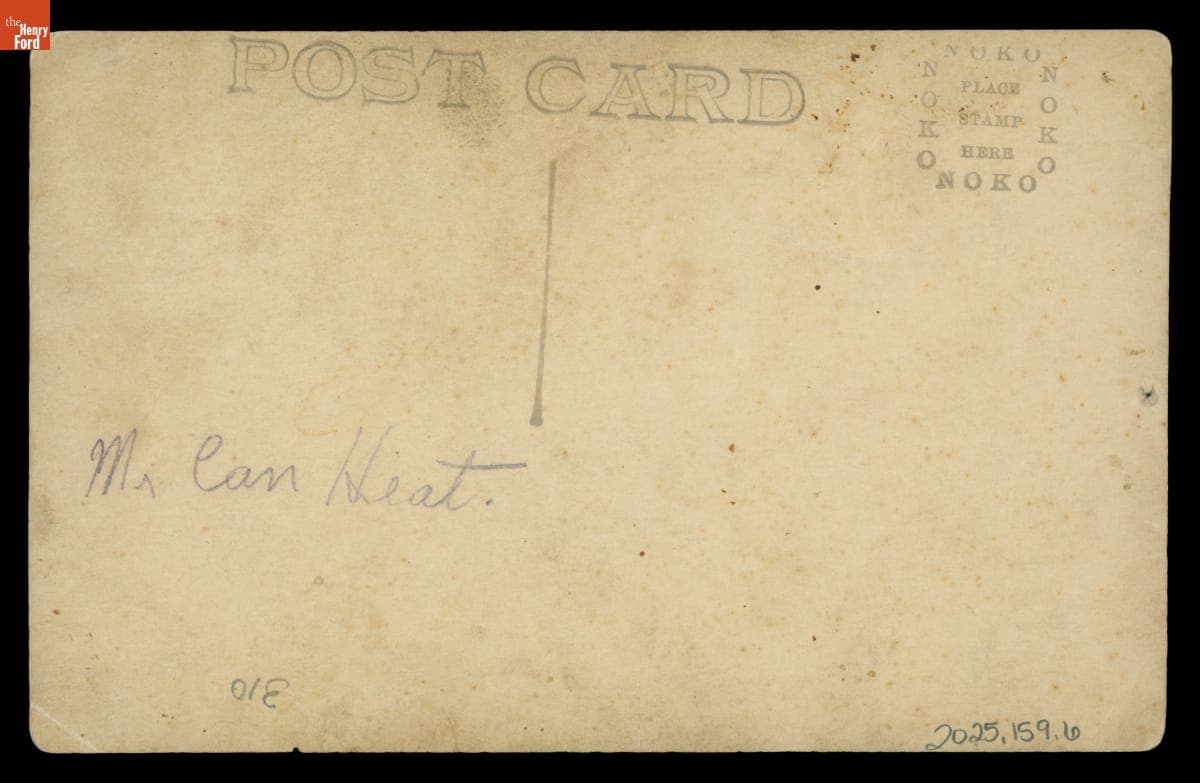 the
Henry
Ford
POST CARD
NOKO
NOKO
NOKO
PLACE
STAMP
HERE
NOKO
Mr Can Heat.
310
2025.159.6